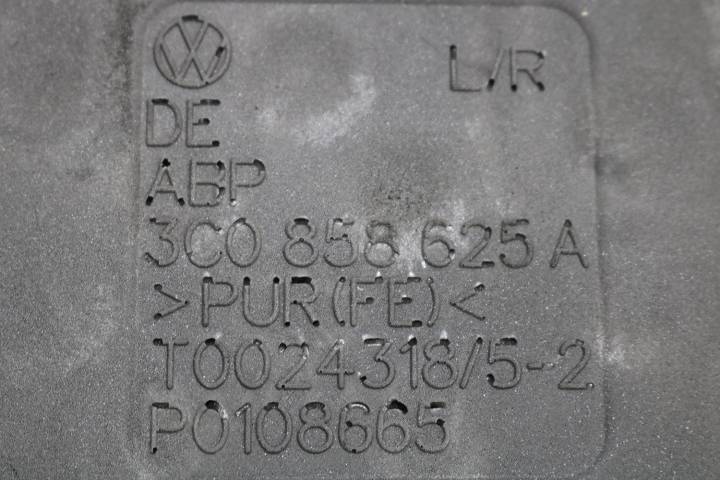 L/R
DE
ABP
3C0 858 625 A
>PUR(FE)<
T0024318/5-2
P0108665